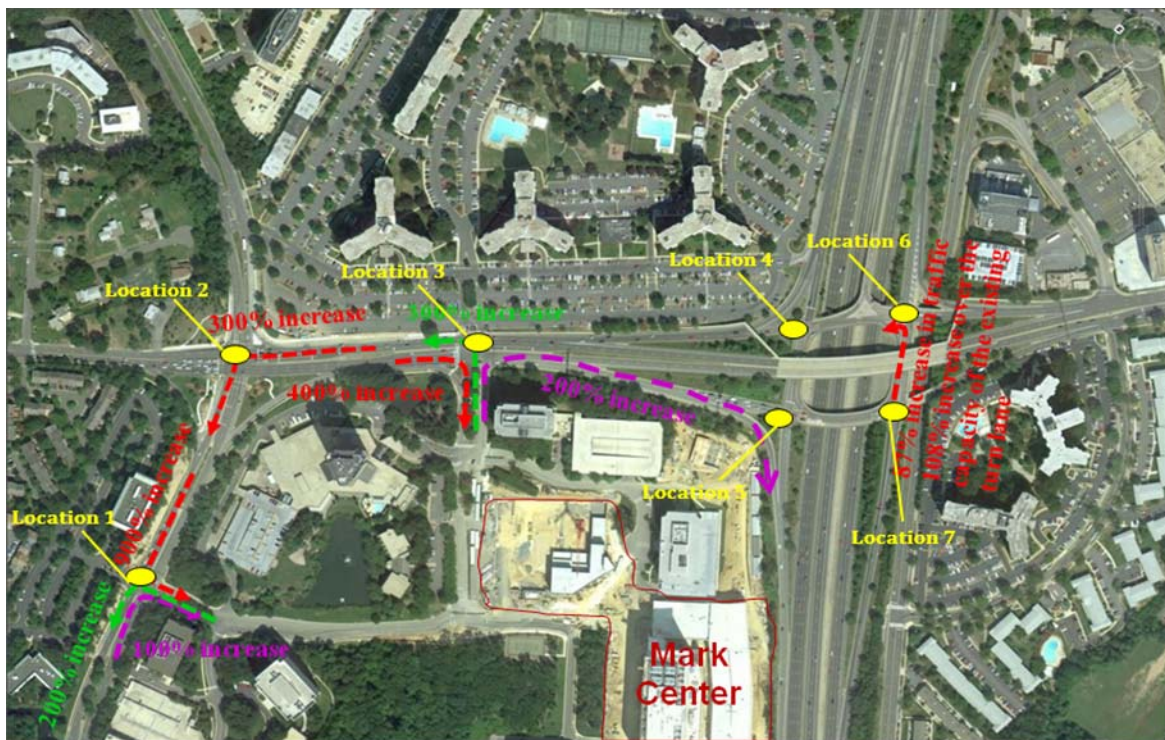 Location 6
Location 4
Location 3
Location 2
300% increase
300% increase
400% increase
200% increase
87% increase in traffic
108% increase over the
capacity of the existing
turn lane
Location 5
Location 7
Location 1
increase
200% increase
increase
Mark
Center